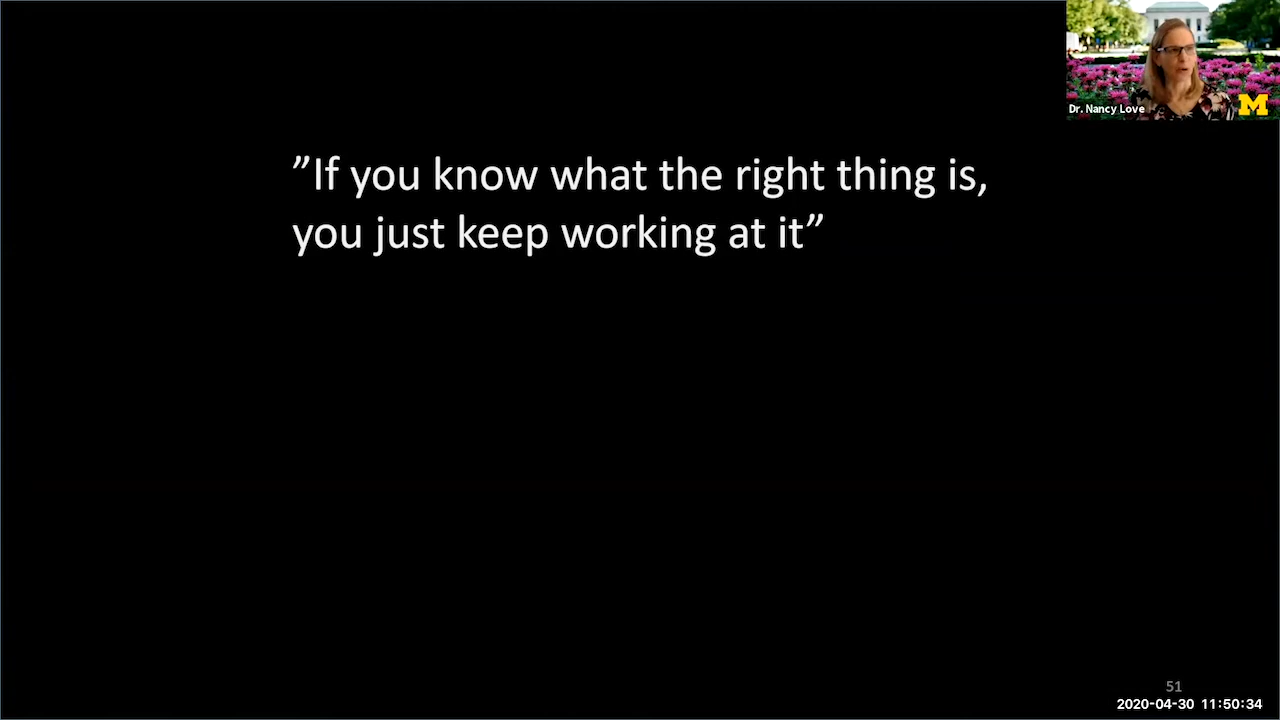 Dr. Nancy Love
M
”If you know what the right thing is,
you just keep working at it”
51
2020-04-30 11:50:34